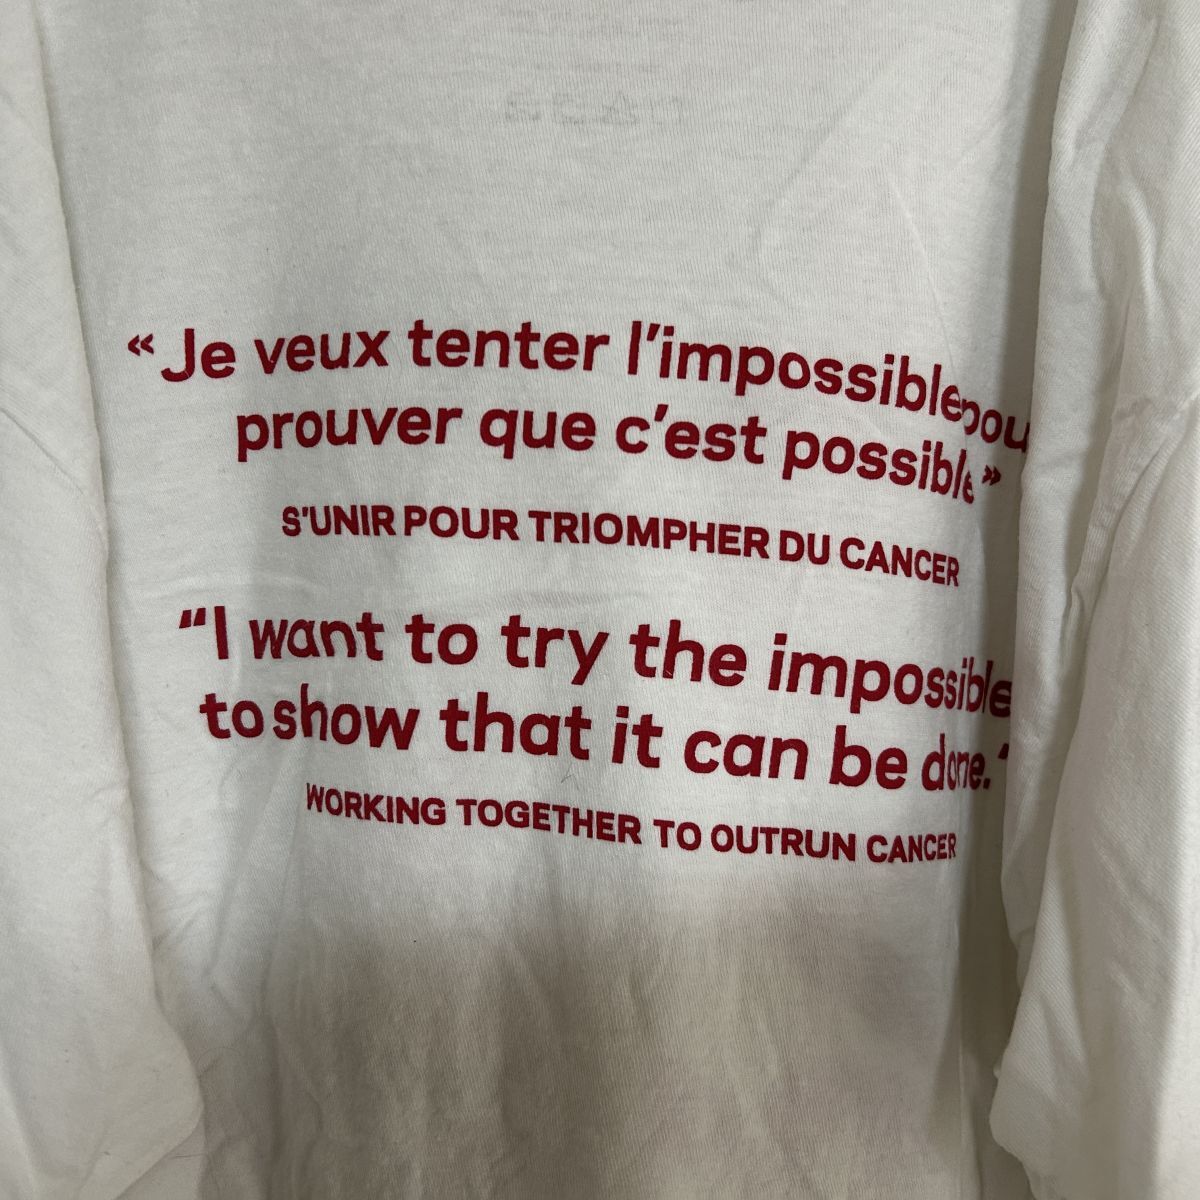 « Je veux tenter l'impossible pou
prouver que c'est possible »
S'UNIR POUR TRIOMPHER DU CANCER
"I want to try the impossible
to show that it can be done."
WORKING TOGETHER TO OUTRUN CANCER